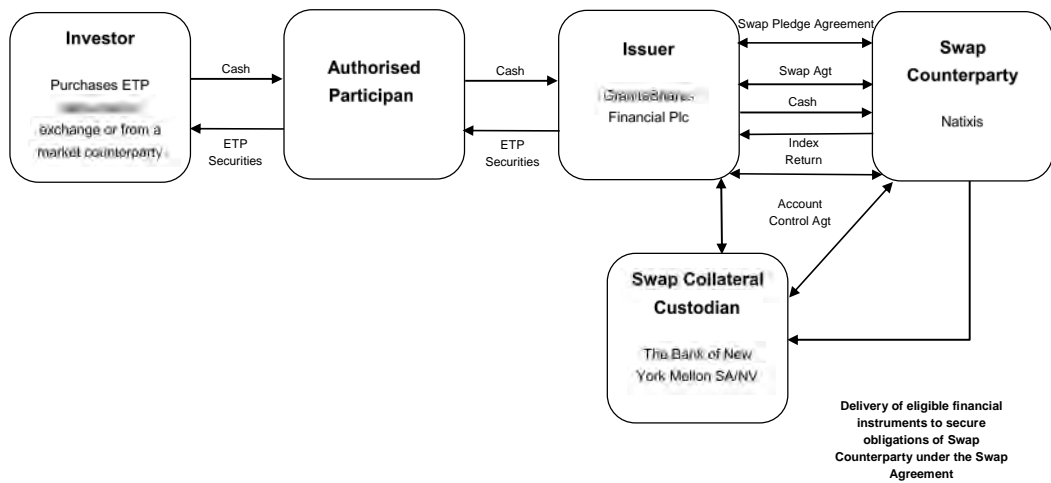 Investor
Purchases ETP
exchange or from a
market counterparty
Cash
ETP
Securities
Authorised
Participan
Cash
ETP
Securities
Issuer
GraniteShares
Financial Plc
Swap Pledge Agreement
Swap Agt
Cash
Index
Return
Account
Control Agt
Swap
Counterparty
Natixis
Swap Collateral
Custodian
The Bank of New
York Mellon SA/NV
Delivery of eligible financial
instruments to secure
obligations of Swap
Counterparty under the Swap
Agreement